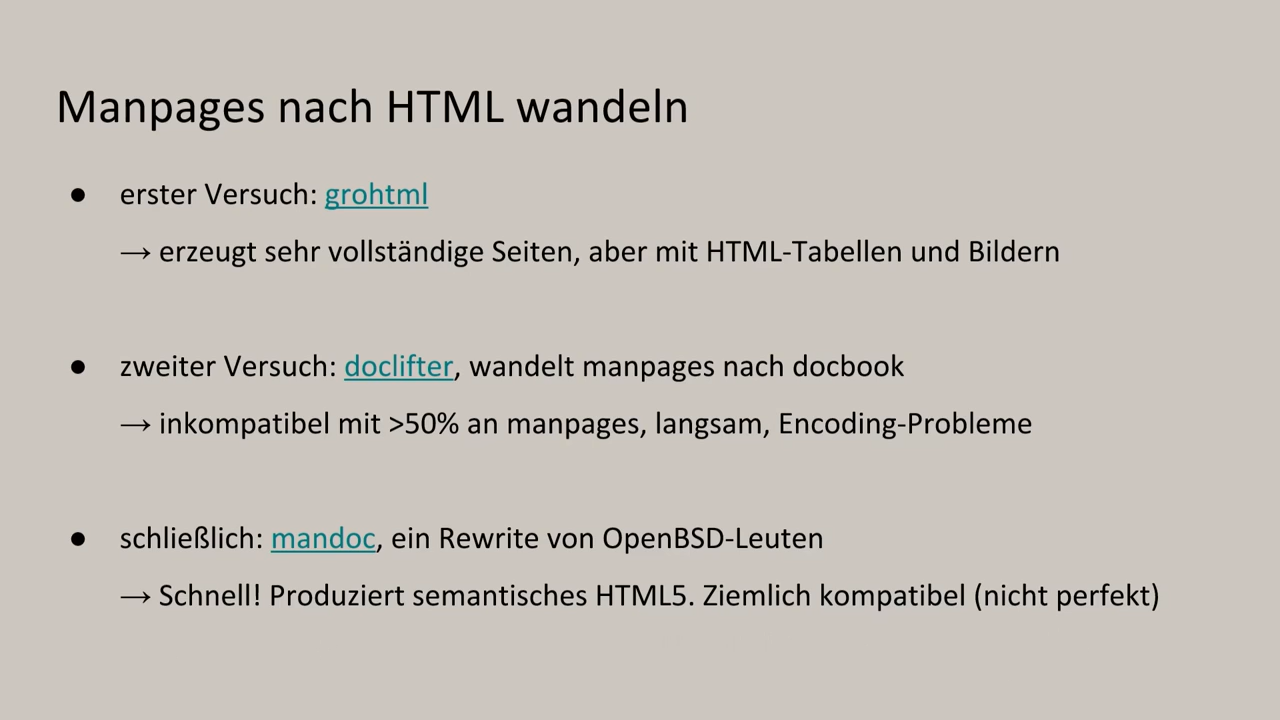 Manpages nach HTML wandeln
● erster Versuch: grohtml
→ erzeugt sehr vollständige Seiten, aber mit HTML-Tabellen und Bildern
● zweiter Versuch: doclifter, wandelt manpages nach docbook
→ inkompatibel mit >50% an manpages, langsam, Encoding-Probleme
● schließlich: mandoc, ein Rewrite von OpenBSD-Leuten
→ Schnell! Produziert semantisches HTML5. Ziemlich kompatibel (nicht perfekt)